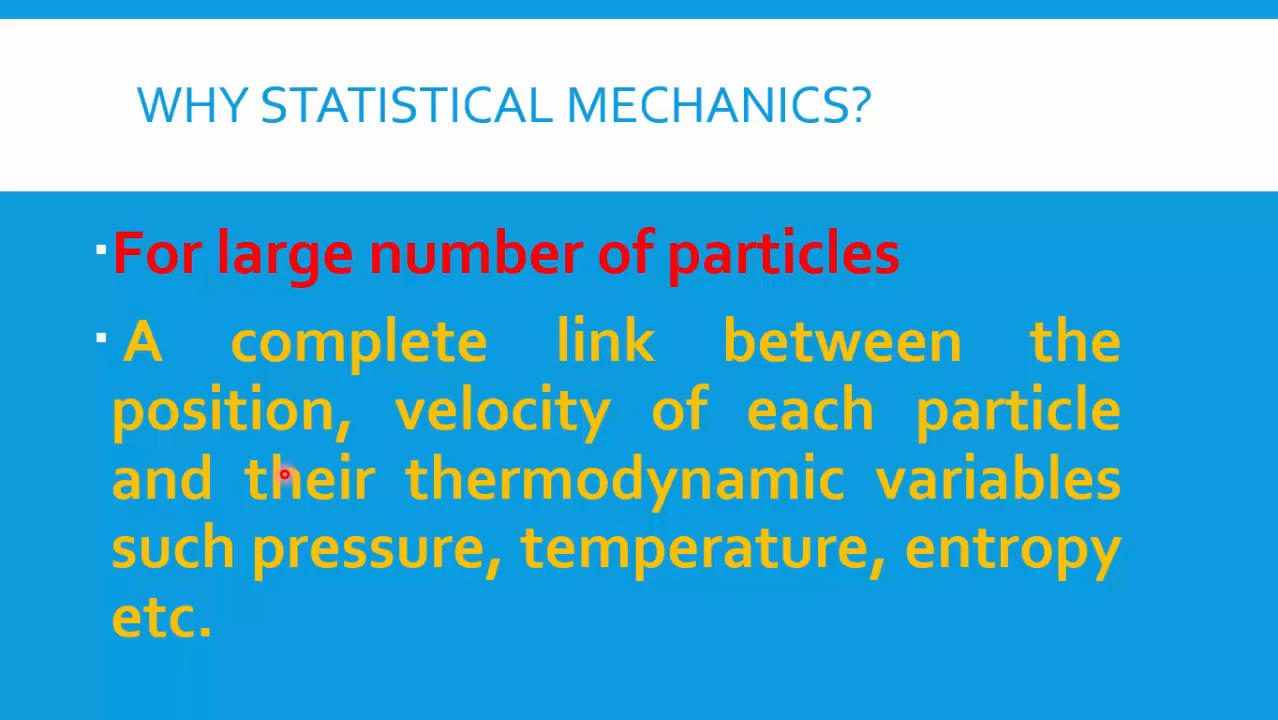 WHY STATISTICAL MECHANICS?
▪For large number of particles
▪ A complete link between the
position, velocity of each particle
and their thermodynamic variables
such pressure, temperature, entropy
etc.